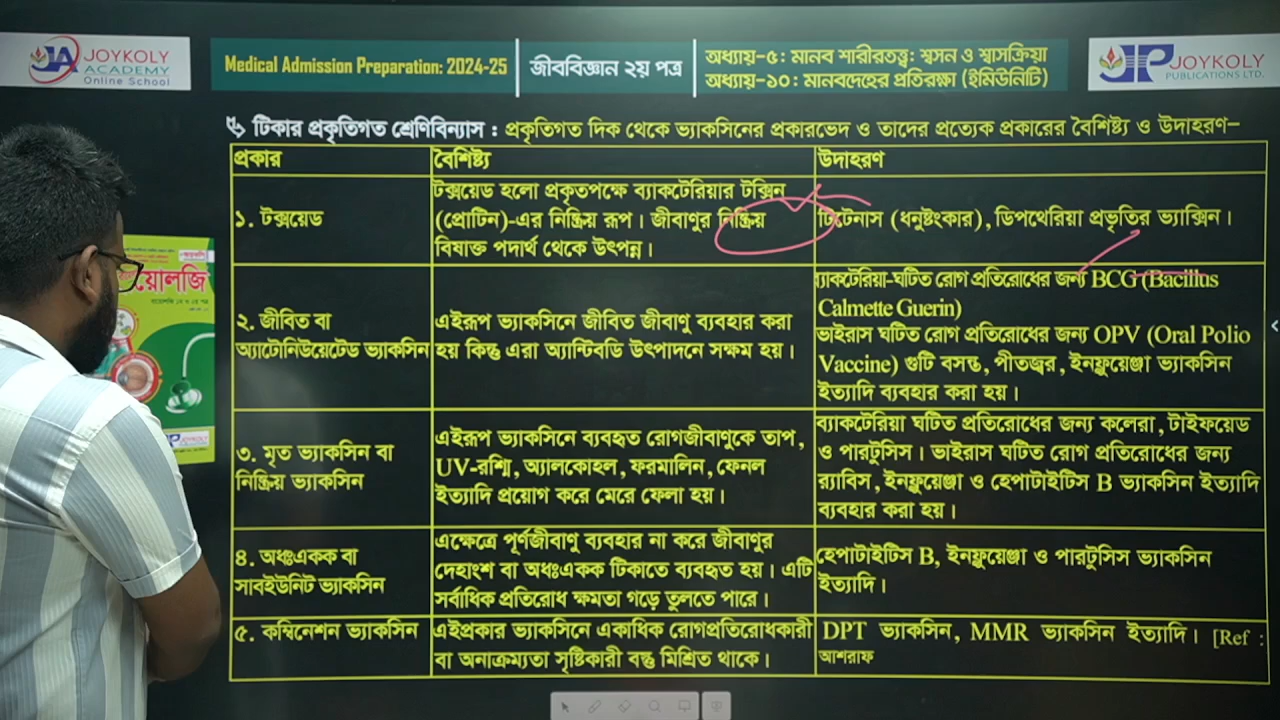 JOYKOLY
ACADEMY
Online School
Medical Admission Preparation: 2024-25
জীববিজ্ঞান ২য় পত্র
অধ্যায়-৫: মানব শারীরতত্ত্ব: শ্বসন ও শ্বাসক্রিয়া
অধ্যায়-১০: মানবদেহের প্রতিরক্ষা (ইমিউনিটি)
JOYKOLY
PUBLICATIONS LTD.
টিকার প্রকৃতিগত শ্রেণিবিন্যাস : প্রকৃতিগত দিক থেকে ভ্যাকসিনের প্রকারভেদ ও তাদের প্রত্যেক প্রকারের বৈশিষ্ট্য ও উদাহরণ–
প্রকার
বৈশিষ্ট্য
উদাহরণ
১. টক্সয়েড
টক্সয়েড হলো প্রকৃতপক্ষে ব্যাকটেরিয়ার টক্সিন
(প্রোটিন)-এর নিষ্ক্রিয় রূপ। জীবাণুর নিষ্ক্রিয়
বিষাক্ত পদার্থ থেকে উৎপন্ন।
টিটেনাস (ধনুষ্টংকার), ডিপথেরিয়া প্রভৃতির ভ্যাক্সিন।
২. জীবিত বা
অ্যাটোনিউয়েটেড ভ্যাকসিন
এইরূপ ভ্যাকসিনে জীবিত জীবাণু ব্যবহার করা
হয় কিন্তু এরা অ্যান্টিবডি উৎপাদনে সক্ষম হয়।
ব্যাকটেরিয়া-ঘটিত রোগ প্রতিরোধের জন্য BCG (Bacillus
Calmette Guerin)
ভাইরাস ঘটিত রোগ প্রতিরোধের জন্য OPV (Oral Polio
Vaccine) গুটি বসন্ত, পীতজ্বর, ইনফ্লুয়েঞ্জা ভ্যাকসিন
ইত্যাদি ব্যবহার করা হয়।
৩. মৃত ভ্যাকসিন বা
নিষ্ক্রিয় ভ্যাকসিন
এইরূপ ভ্যাকসিনে ব্যবহৃত রোগজীবাণুকে তাপ,
UV-রশ্মি, অ্যালকোহল, ফরমালিন, ফেনল
ইত্যাদি প্রয়োগ করে মেরে ফেলা হয়।
ব্যাকটেরিয়া ঘটিত প্রতিরোধের জন্য কলেরা, টাইফয়েড
ও পারটুসিস। ভাইরাস ঘটিত রোগ প্রতিরোধের জন্য
র‍্যাবিস, ইনফ্লুয়েঞ্জা ও হেপাটাইটিস B ভ্যাকসিন ইত্যাদি
ব্যবহার করা হয়।
৪. অধঃএকক বা
সাবইউনিট ভ্যাকসিন
এক্ষেত্রে পূর্ণজীবাণু ব্যবহার না করে জীবাণুর
দেহাংশ বা অধঃএকক টিকাতে ব্যবহৃত হয়। এটি
সর্বাধিক প্রতিরোধ ক্ষমতা গড়ে তুলতে পারে।
হেপাটাইটিস B, ইনফ্লুয়েঞ্জা ও পারটুসিস ভ্যাকসিন
ইত্যাদি।
৫. কম্বিনেশন ভ্যাকসিন
এইপ্রকার ভ্যাকসিনে একাধিক রোগপ্রতিরোধকারী
বা অনাক্রম্যতা সৃষ্টিকারী বস্তু মিশ্রিত থাকে।
DPT ভ্যাকসিন, MMR ভ্যাকসিন ইত্যাদি। [Ref :
আশরাফ